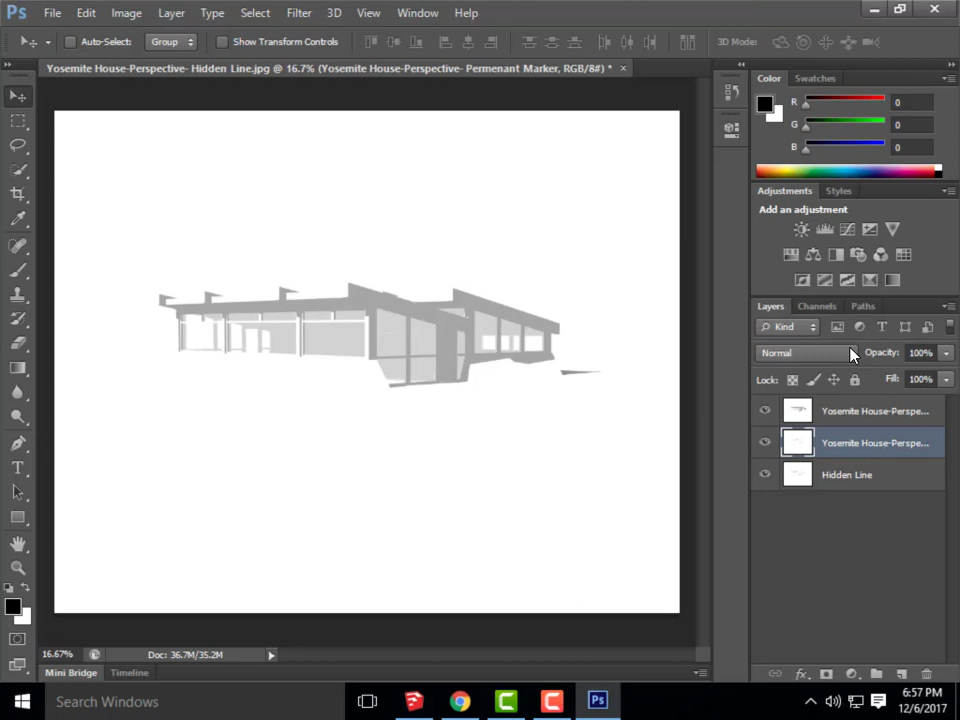 Ps File Edit Image Layer Type Select Filter 3D View Window Help
Auto-Select: Group Show Transform Controls 3D Mode:
Yosemite House-Perspective- Hidden Line.jpg @ 16.7% (Yosemite House-Perspective- Permenant Marker, RGB/8#) * ×
Color Swatches
R 0
G 0
B 0
Adjustments Styles
Add an adjustment
Layers Channels Paths
Kind
Normal Opacity: 100%
Lock: Fill: 100%
Yosemite House-Perspe...
Yosemite House-Perspe...
Hidden Line
16.67% Doc: 36.7M/35.2M
Mini Bridge Timeline
Search Windows
6:57 PM
12/6/2017